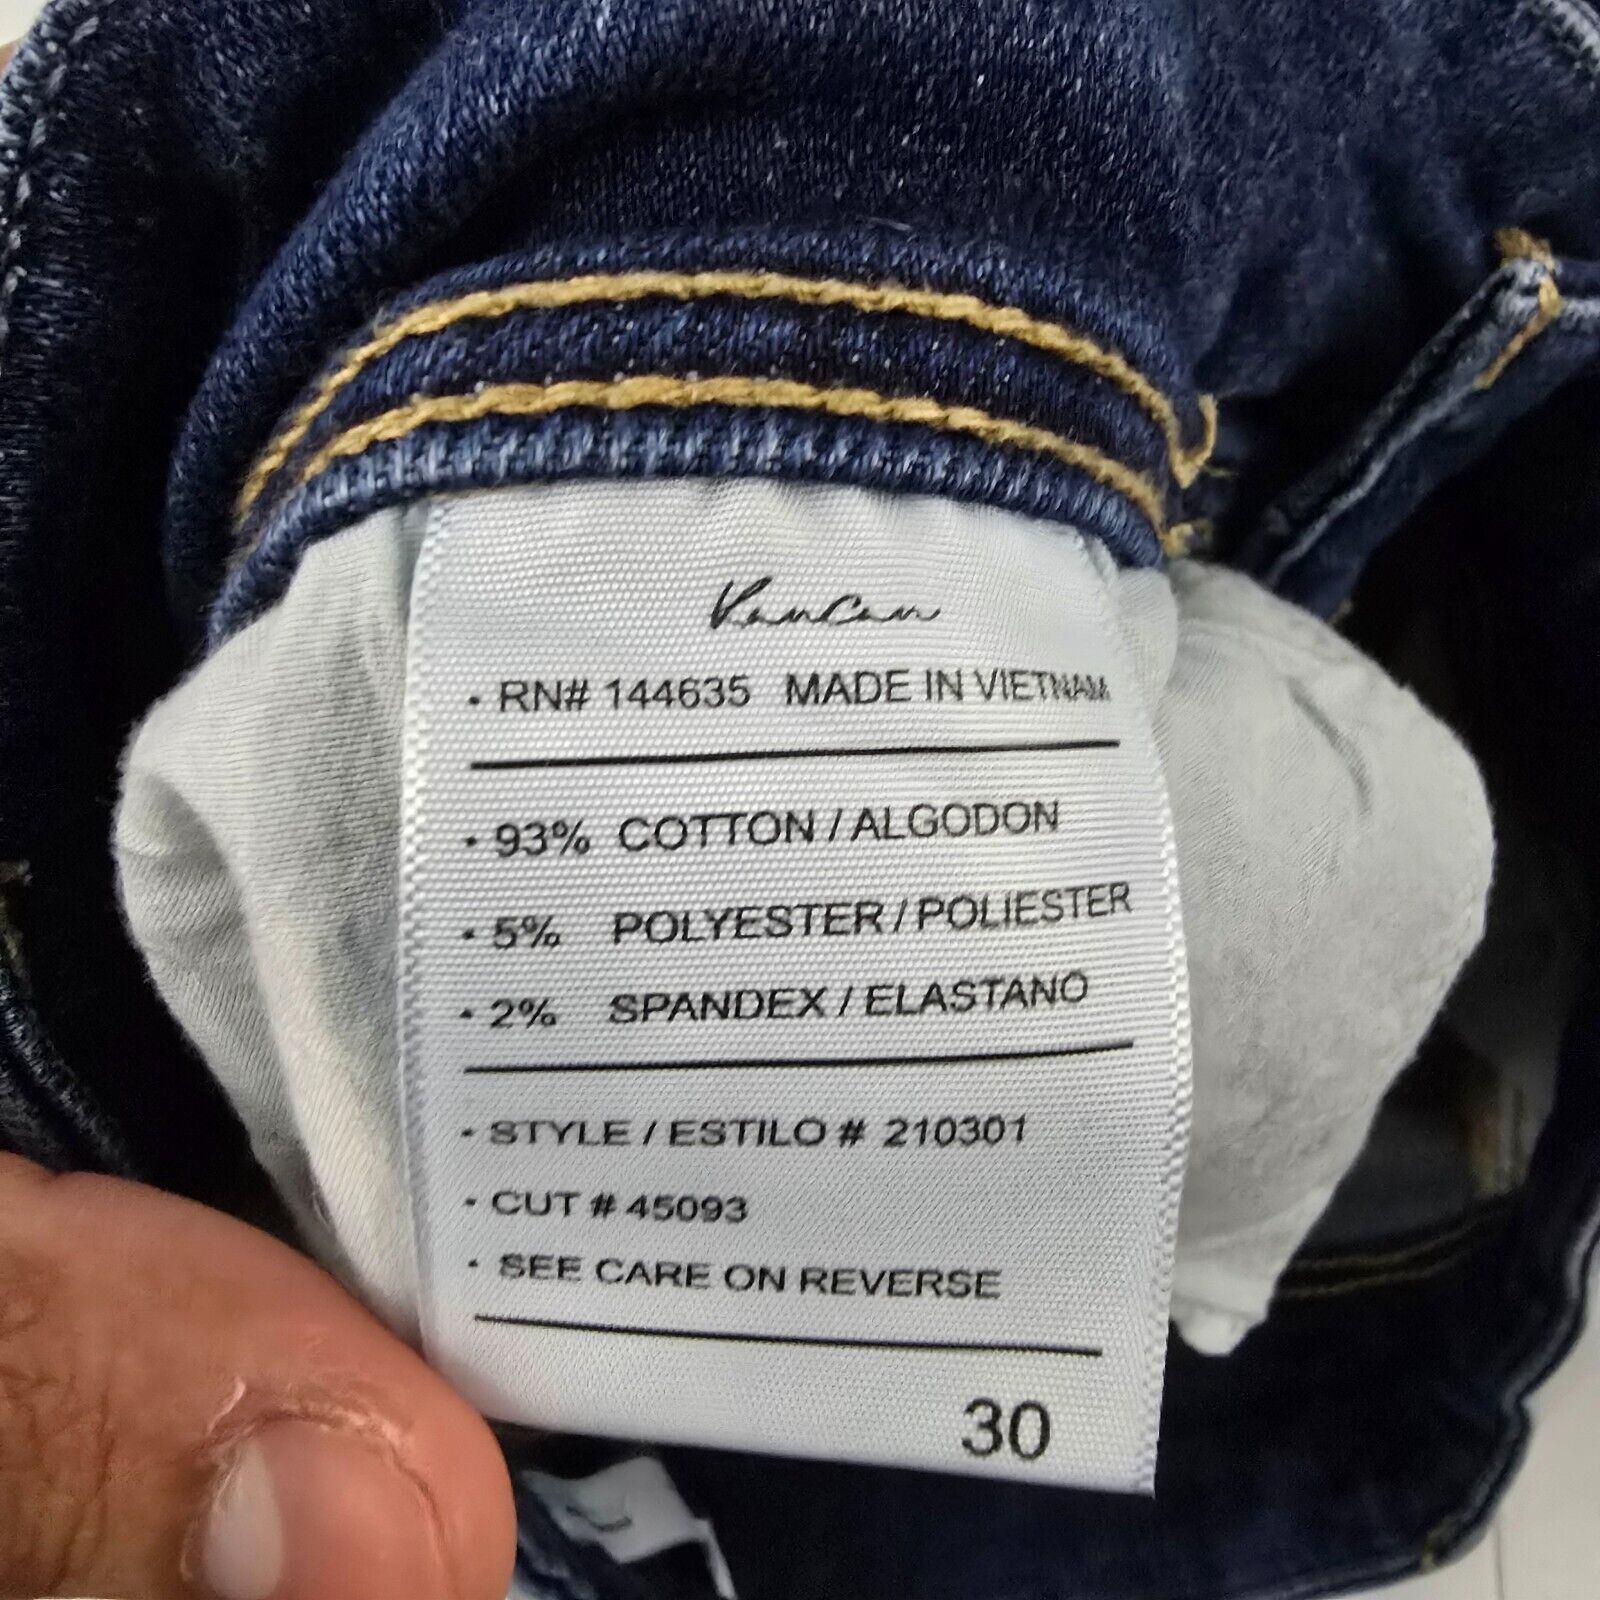 KanCan
• RN# 144635 MADE IN VIETNAM
• 93% COTTON / ALGODON
• 5% POLYESTER / POLIESTER
• 2% SPANDEX / ELASTANO
• STYLE / ESTILO # 210301
• CUT # 45093
• SEE CARE ON REVERSE
30